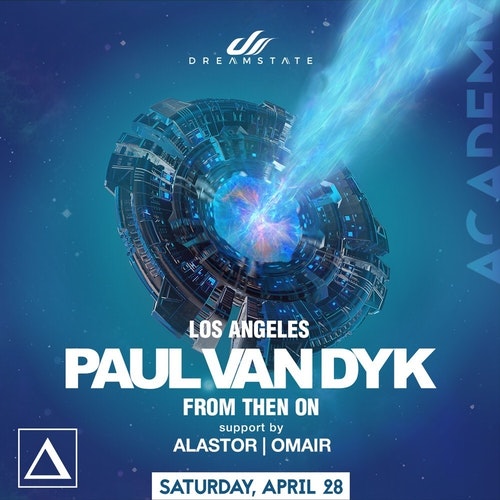 DREAMSTATE
ACADEMY
LOS ANGELES
PAUL VAN DYK
FROM THEN ON
support by
ALASTOR | OMAIR
SATURDAY, APRIL 28